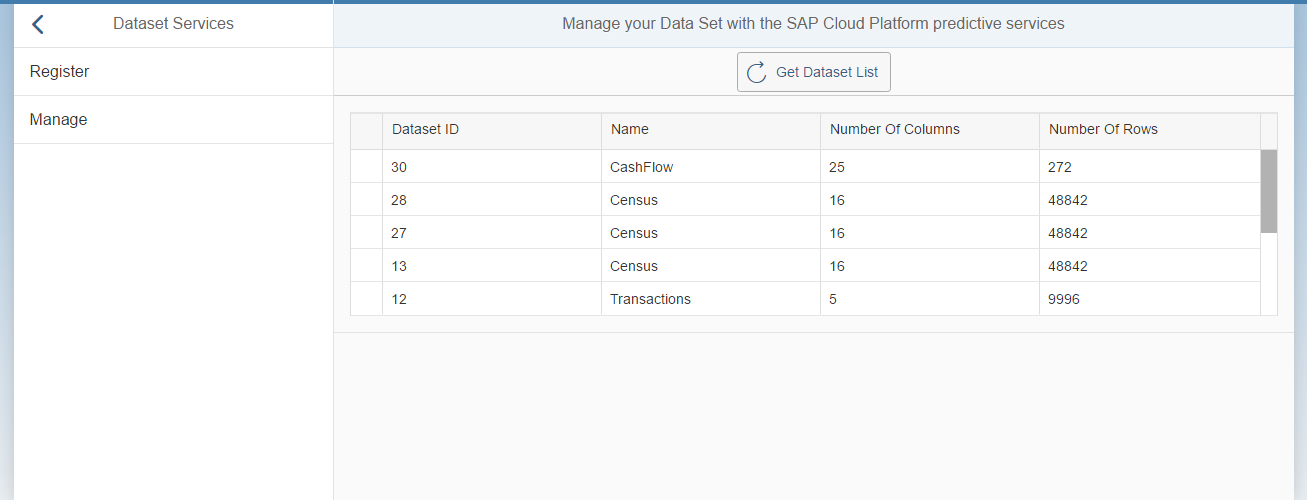 Dataset Services
Manage your Data Set with the SAP Cloud Platform predictive services
Register
Manage
Get Dataset List
Dataset ID Name Number Of Columns Number Of Rows
30 CashFlow 25 272
28 Census 16 48842
27 Census 16 48842
13 Census 16 48842
12 Transactions 5 9996